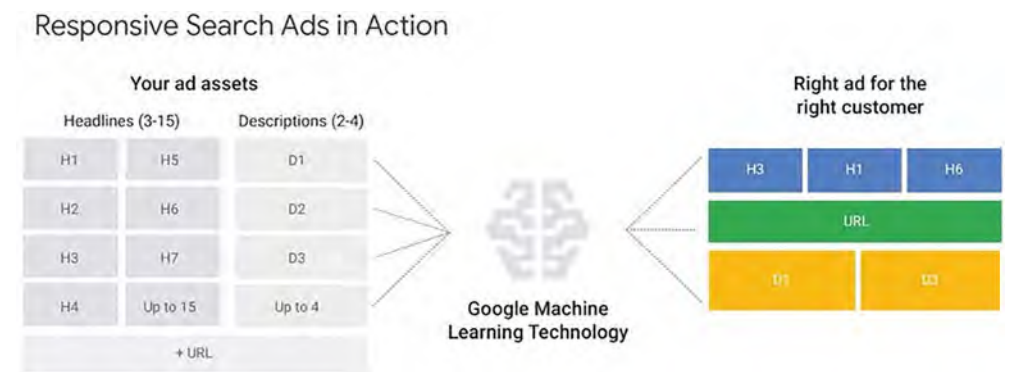 Responsive Search Ads in Action
Your ad assets
Headlines (3-15) Descriptions (2-4)
H1 H5 D1
H2 H6 D2
H3 H7 D3
H4 Up to 15 Up to 4
+ URL
Google Machine
Learning Technology
Right ad for the
right customer
H3 H1 H6
URL
D1 D3